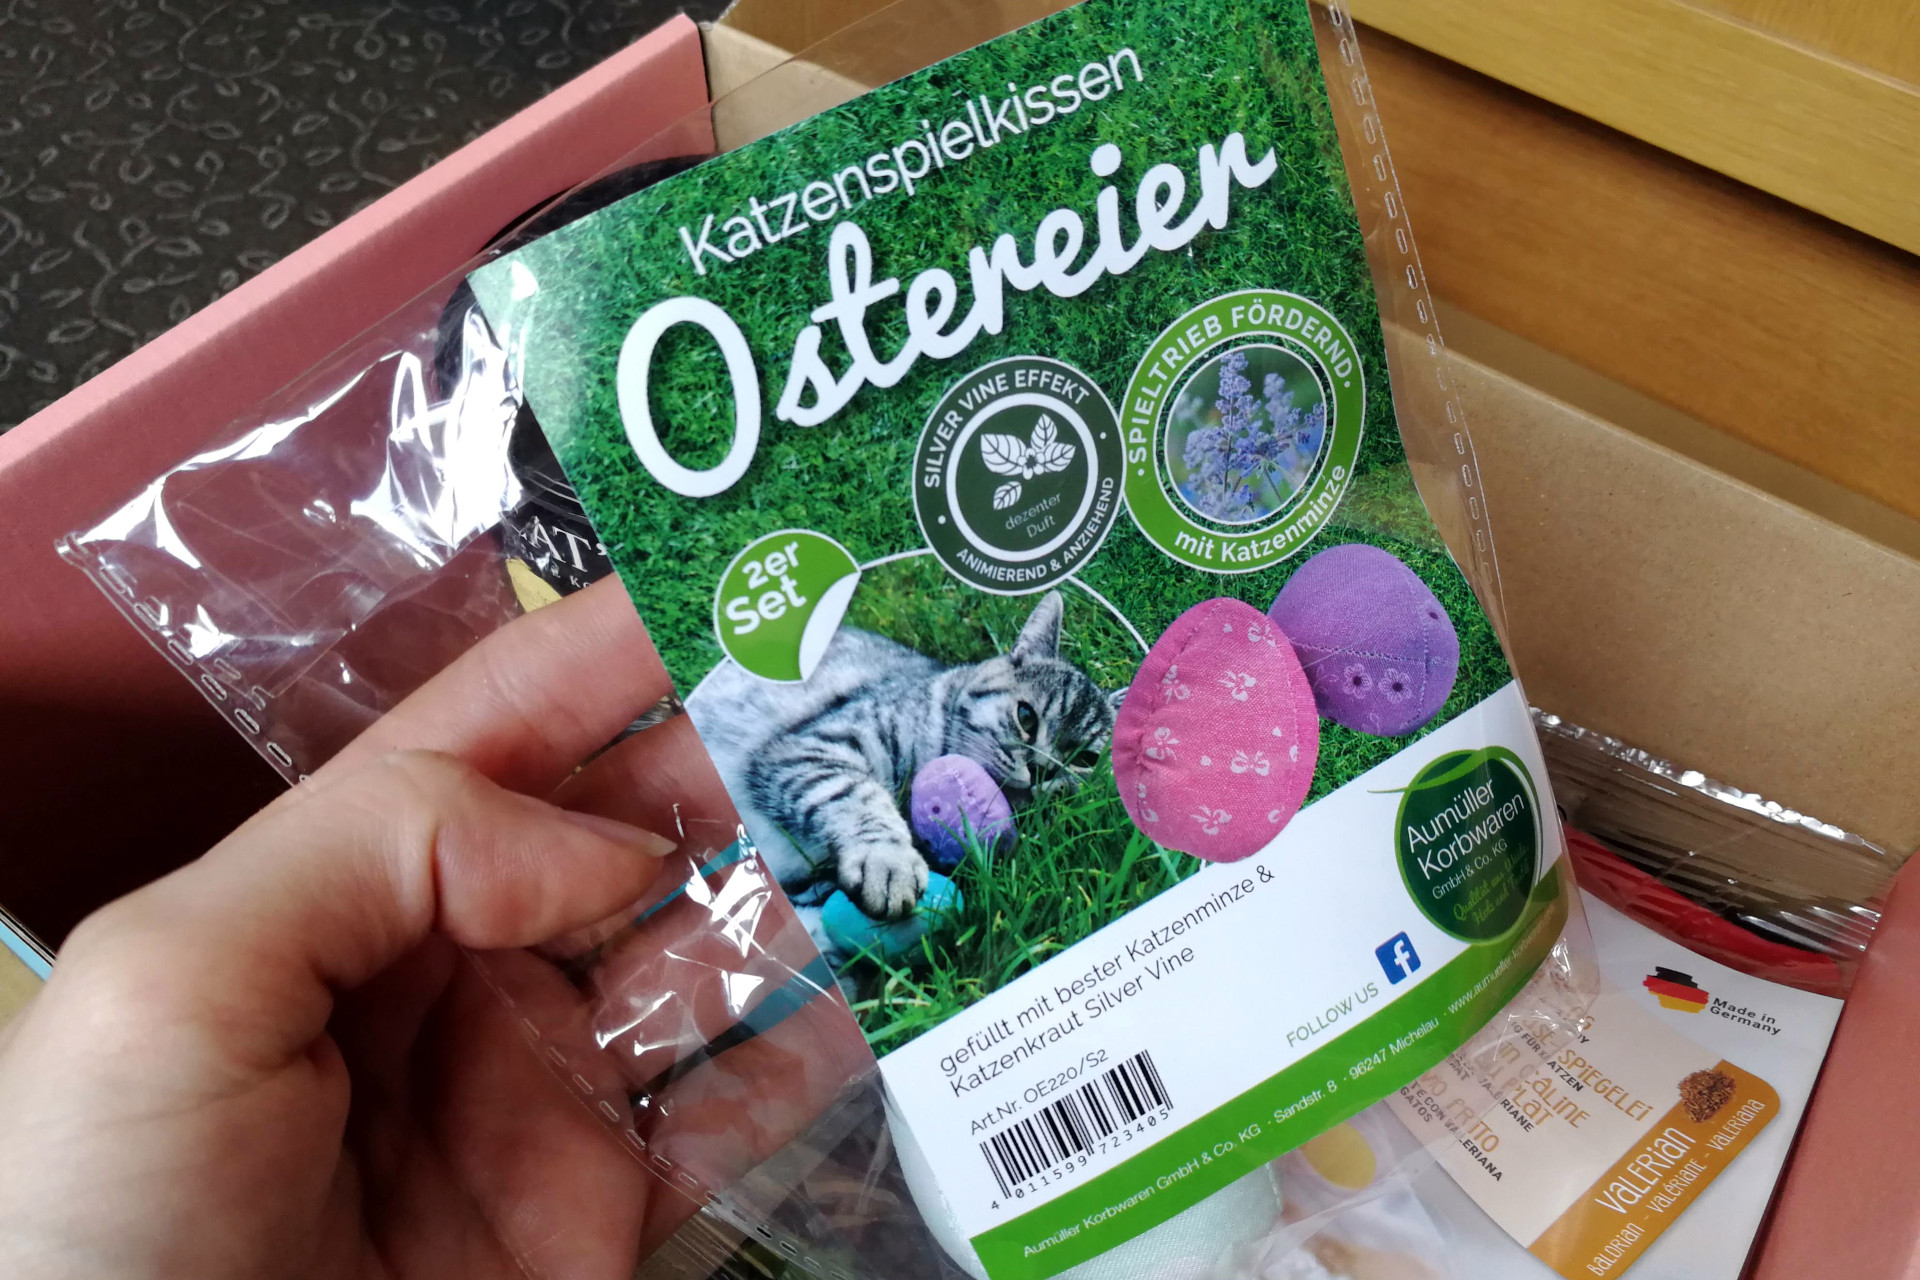 Katzenspielkissen
Ostereier
SILVER VINE EFFEKT
dezenter
Duft
ANIMIEREND & ANZIEHEND
· SPIELTRIEB FÖRDERND ·
mit Katzenminze
2er
Set
Aumüller
Korbwaren
GmbH & Co. KG
gefüllt mit bester Katzenminze &
Katzenkraut Silver Vine
FOLLOW US
f
Art.Nr. OE220/S2
4 011599 723405
Aumüller Korbwaren GmbH & Co. KG · Sandstr. 8 · 96247 Michelau
Made in
Germany
SPIEGELEI
VALERIANE
VALERIANA
VALERian
BALDRian - VALÉRIANE - VALERIana